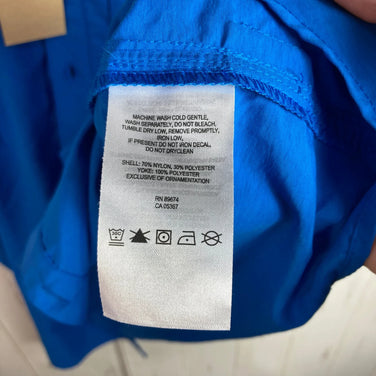 MACHINE WASH COLD GENTLE,
WASH SEPARATELY, DO NOT BLEACH,
TUMBLE DRY LOW, REMOVE PROMPTLY,
IRON LOW,
IF PRESENT DO NOT IRON DECAL,
DO NOT DRYCLEAN
SHELL: 70% NYLON, 30% POLYESTER
YOKE: 100% POLYESTER
EXCLUSIVE OF ORNAMENTATION
RN 89674
CA 05367
30C